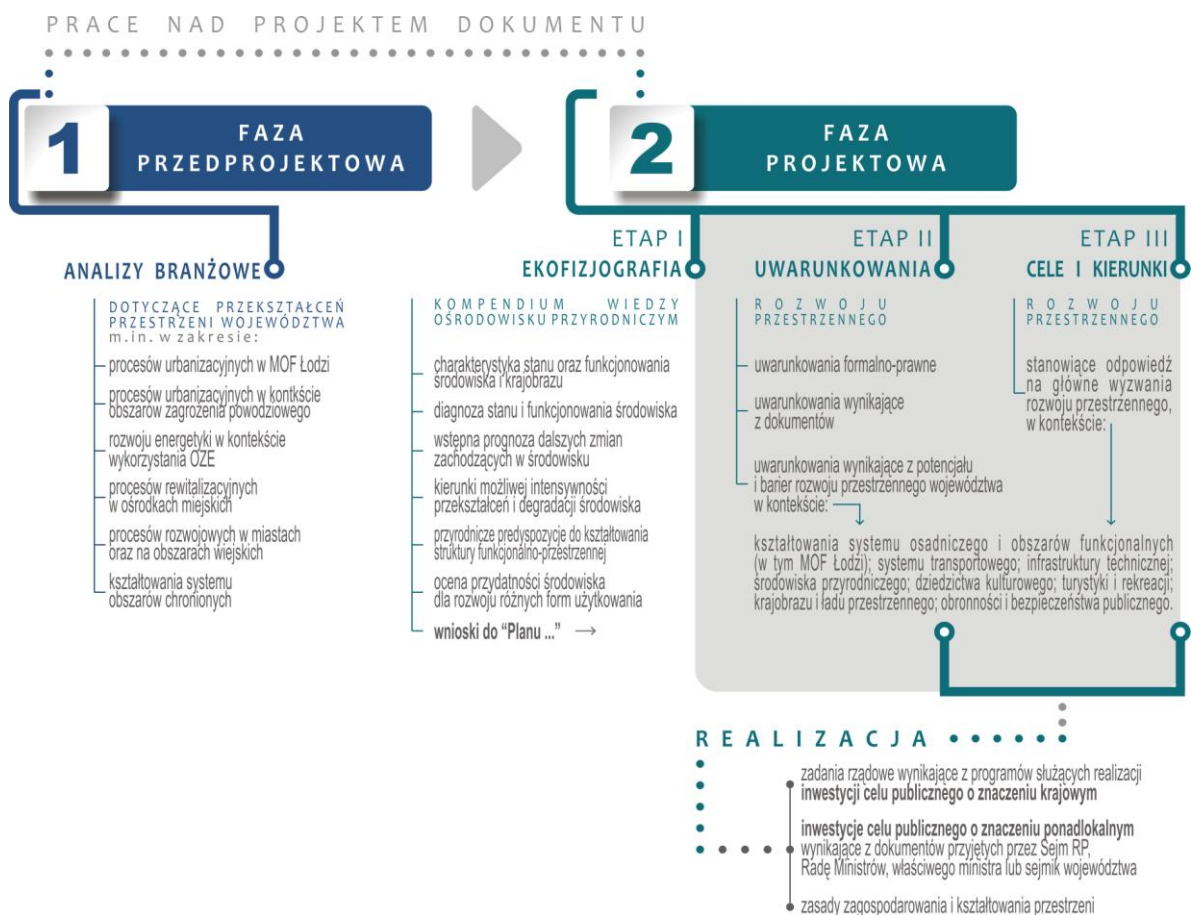 PRACE NAD PROJEKTEM DOKUMENTU
1
FAZA
PRZEDPROJEKTOWA
2
FAZA
PROJEKTOWA
ANALIZY BRANŻOWE
DOTYCZĄCE PRZEKSZTAŁCEŃ
PRZESTRZENI WOJEWÓDZTWA
m.in. w zakresie:
procesów urbanizacyjnych w MOF Łodzi
procesów urbanizacyjnych w kontkście
obszarów zagrożenia powodziowego
rozwoju energetyki w kontekście
wykorzystania OZE
procesów rewitalizacyjnych
w ośrodkach miejskich
procesów rozwojowych w miastach
oraz na obszarach wiejskich
kształtowania systemu
obszarów chronionych
ETAP I
EKOFIZJOGRAFIA
KOMPENDIUM WIEDZY
OŚRODOWISKU PRZYRODNICZYM
charakterystyka stanu oraz funkcjonowania
środowiska i krajobrazu
diagnoza stanu i funkcjonowania środowiska
wstępna prognoza dalszych zmian
zachodzących w środowisku
kierunki możliwej intensywności
przekształceń i degradacji środowiska
przyrodnicze predyspozycje do kształtowania
struktury funkcjonalno-przestrzennej
ocena przydatności środowiska
dla rozwoju różnych form użytkowania
wnioski do "Planu ..." →
ETAP II
UWARUNKOWANIA
ROZWOJU
PRZESTRZENNEGO
uwarunkowania formalno-prawne
uwarunkowania wynikające
z dokumentów
uwarunkowania wynikające z potencjału
i barier rozwoju przestrzennego województwa
w kontekście:
ETAP III
CELE I KIERUNKI
ROZWOJU
PRZESTRZENNEGO
stanowiące odpowiedź
na główne wyzwania
rozwoju przestrzennego,
w kontekście:
kształtowania systemu osadniczego i obszarów funkcjonalnych
(w tym MOF Łodzi); systemu transportowego; infrastruktury technicznej;
środowiska przyrodniczego; dziedzictwa kulturowego; turystyki i rekreacji;
krajobrazu i ładu przestrzennego; obronności i bezpieczeństwa publicznego.
REALIZACJA
zadania rządowe wynikające z programów służących realizacji
inwestycji celu publicznego o znaczeniu krajowym
inwestycje celu publicznego o znaczeniu ponadlokalnym
wynikające z dokumentów przyjętych przez Sejm RP,
Radę Ministrów, właściwego ministra lub sejmik województwa
zasady zagospodarowania i kształtowania przestrzeni